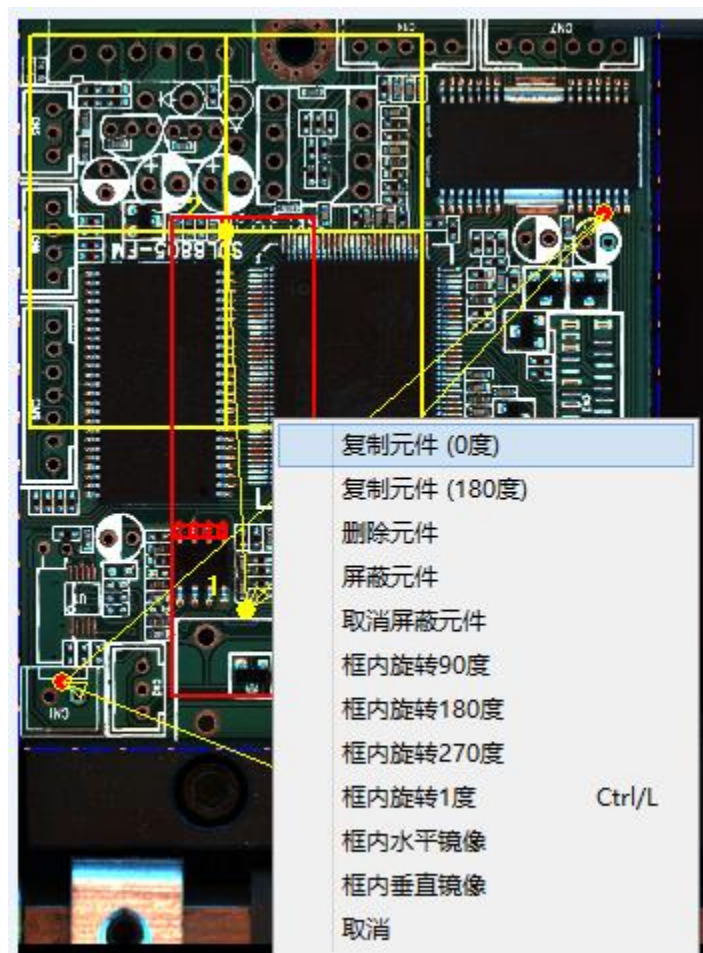 CN7
复制元件 (0度)
复制元件 (180度)
删除元件
屏蔽元件
取消屏蔽元件
框内旋转90度
框内旋转180度
框内旋转270度
框内旋转1度 Ctrl/L
框内水平镜像
框内垂直镜像
取消
1
CN1